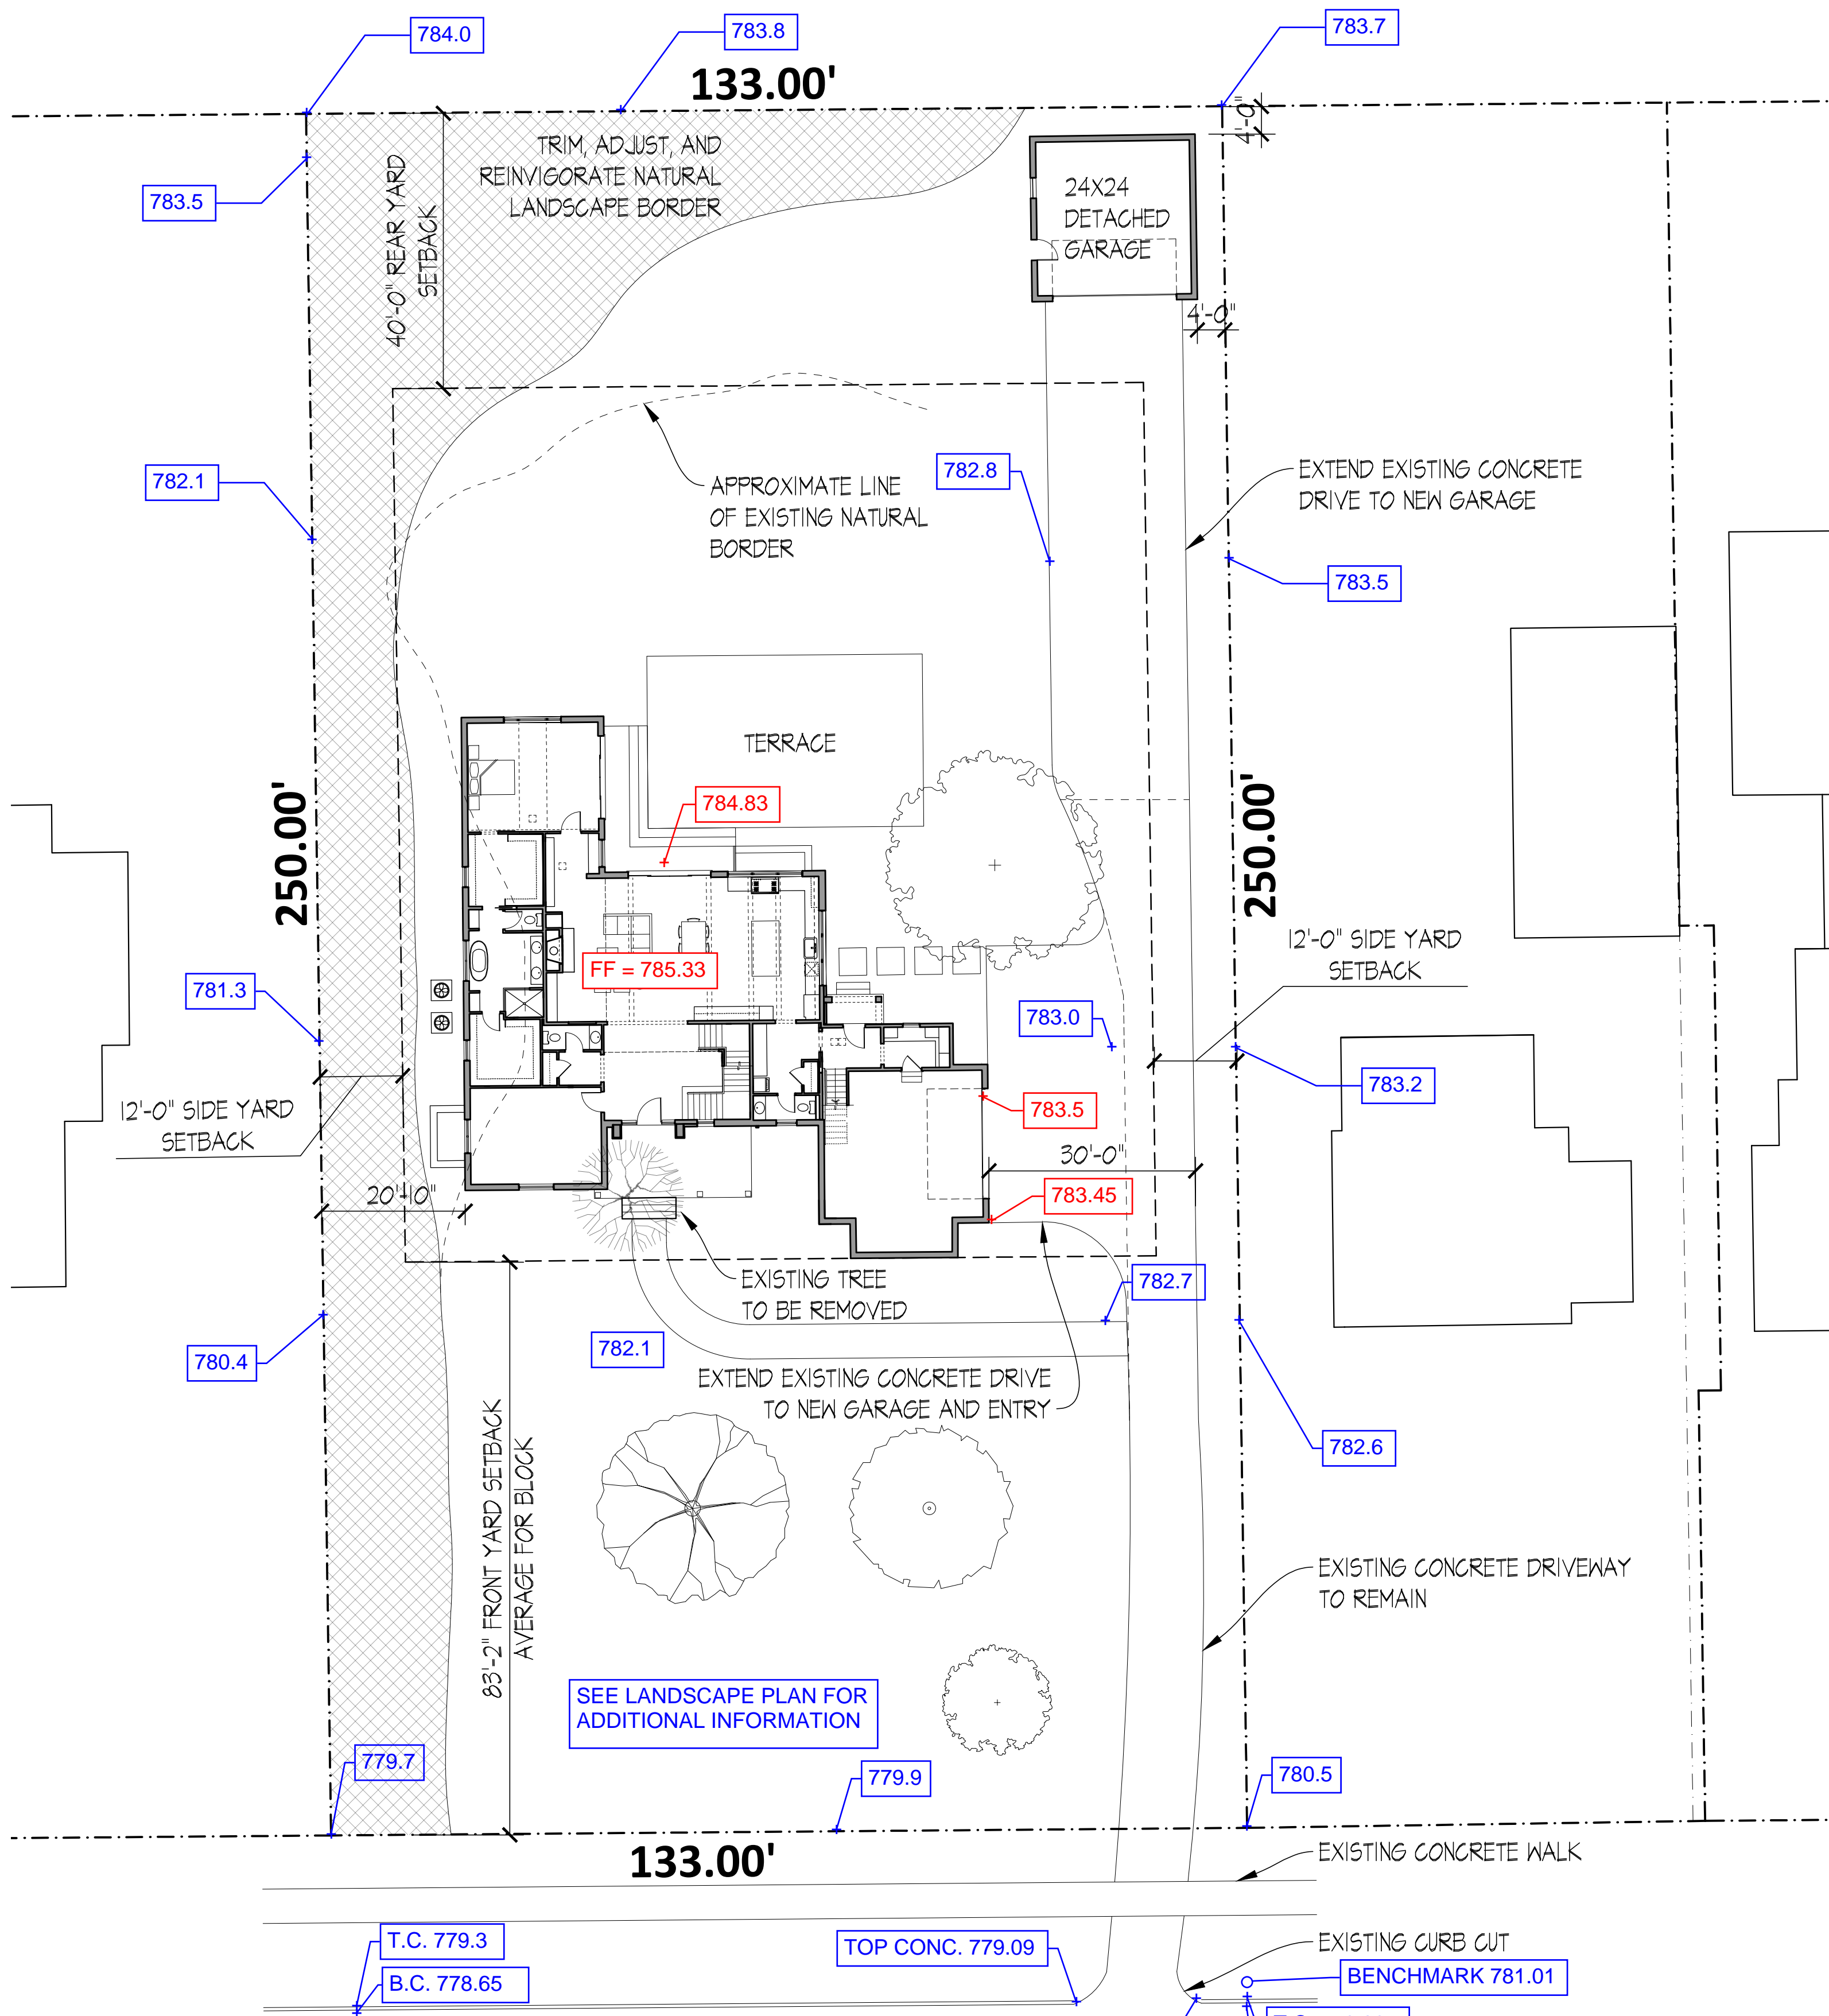 784.0
783.8
783.7
133.00'
4'-0"
TRIM, ADJUST, AND
REINVIGORATE NATURAL
LANDSCAPE BORDER
783.5
40'-0" REAR YARD
SETBACK
24X24
DETACHED
GARAGE
4'-0"
782.1
APPROXIMATE LINE
OF EXISTING NATURAL
BORDER
782.8
EXTEND EXISTING CONCRETE
DRIVE TO NEW GARAGE
783.5
TERRACE
784.83
250.00'
250.00'
12'-0" SIDE YARD
SETBACK
FF = 785.33
781.3
783.0
783.2
12'-0" SIDE YARD
SETBACK
783.5
30'-0"
20'-10"
783.45
EXISTING TREE
TO BE REMOVED
782.7
782.1
780.4
EXTEND EXISTING CONCRETE DRIVE
TO NEW GARAGE AND ENTRY
782.6
83'-2" FRONT YARD SETBACK
AVERAGE FOR BLOCK
EXISTING CONCRETE DRIVEWAY
TO REMAIN
SEE LANDSCAPE PLAN FOR
ADDITIONAL INFORMATION
779.7
779.9
780.5
133.00'
EXISTING CONCRETE WALK
T.C. 779.3
TOP CONC. 779.09
EXISTING CURB CUT
B.C. 778.65
BENCHMARK 781.01